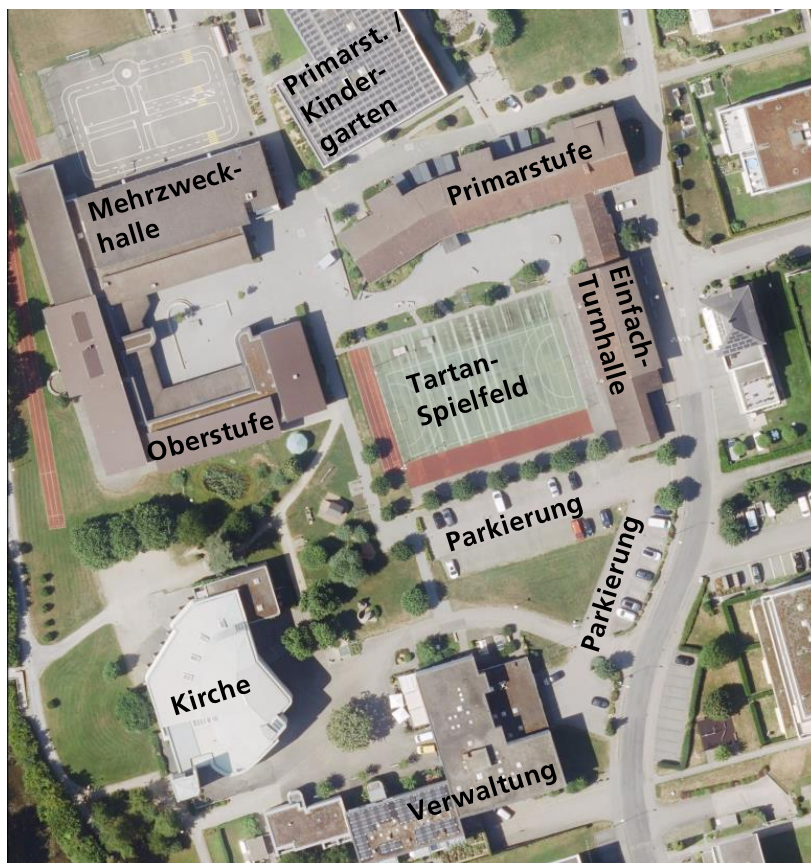 Primarst. /
Kinder-
garten
Mehrzweck-
halle
Primarstufe
Einfach-
Turnhalle
Tartan-
Spielfeld
Oberstufe
Parkierung
Parkierung
Kirche
Verwaltung